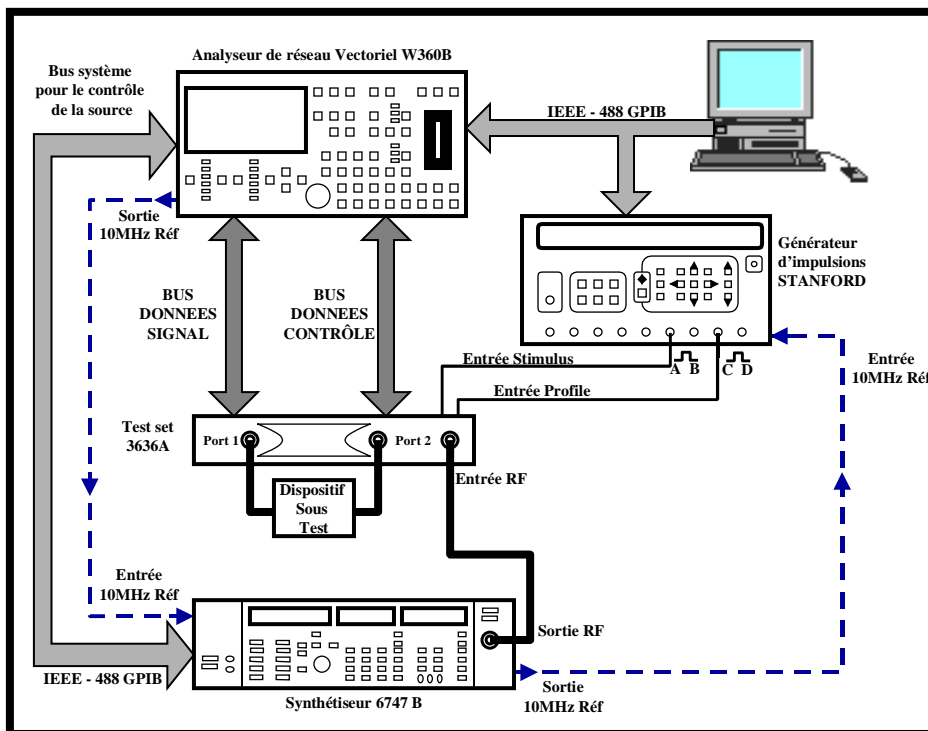 Analyseur de réseau Vectoriel W360B
Bus système
pour le contrôle
de la source
IEEE - 488 GPIB
Sortie
10MHz Réf
Générateur
d'impulsions
STANFORD
BUS
DONNEES
SIGNAL
BUS
DONNEES
CONTRÔLE
Entrée Stimulus
A B
C D
Entrée
10MHz Réf
Entrée Profile
Test set
3636A
Port 1
Port 2
Entrée RF
Dispositif
Sous
Test
Entrée
10MHz Réf
Sortie RF
IEEE - 488 GPIB
Synthétiseur 6747 B
Sortie
10MHz Réf